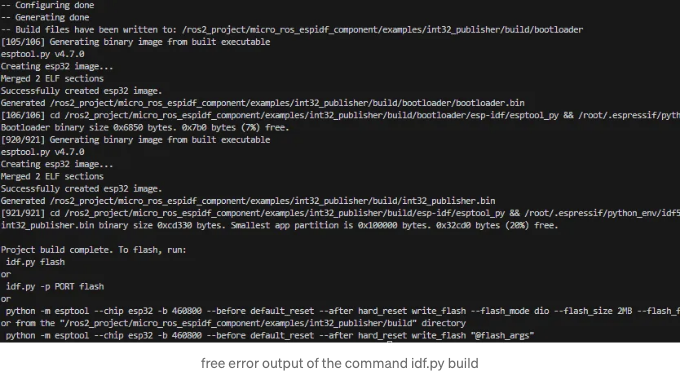 -- Configuring done
-- Generating done
-- Build files have been written to: /ros2_project/micro_ros_espidf_component/examples/int32_publisher/build/bootloader
[105/106] Generating binary image from built executable
esptool.py v4.7.0
Creating esp32 image...
Merged 2 ELF sections
Successfully created esp32 image.
Generated /ros2_project/micro_ros_espidf_component/examples/int32_publisher/build/bootloader/bootloader.bin
[106/106] cd /ros2_project/micro_ros_espidf_component/examples/int32_publisher/build/bootloader/esp-idf/esptool_py && /root/.espressif/pyth
Bootloader binary size 0x6850 bytes. 0x7b0 bytes (7%) free.
[920/921] Generating binary image from built executable
esptool.py v4.7.0
Creating esp32 image...
Merged 2 ELF sections
Successfully created esp32 image.
Generated /ros2_project/micro_ros_espidf_component/examples/int32_publisher/build/int32_publisher.bin
[921/921] cd /ros2_project/micro_ros_espidf_component/examples/int32_publisher/build/esp-idf/esptool_py && /root/.espressif/python_env/idf5
int32_publisher.bin binary size 0xcd330 bytes. Smallest app partition is 0x100000 bytes. 0x32cd0 bytes (20%) free.
Project build complete. To flash, run:
idf.py flash
or
idf.py -p PORT flash
or
python -m esptool --chip esp32 -b 460800 --before default_reset --after hard_reset write_flash --flash_mode dio --flash_size 2MB --flash_f
or from the "/ros2_project/micro_ros_espidf_component/examples/int32_publisher/build" directory
python -m esptool --chip esp32 -b 460800 --before default_reset --after hard_reset write_flash "@flash_args"
free error output of the command idf.py build